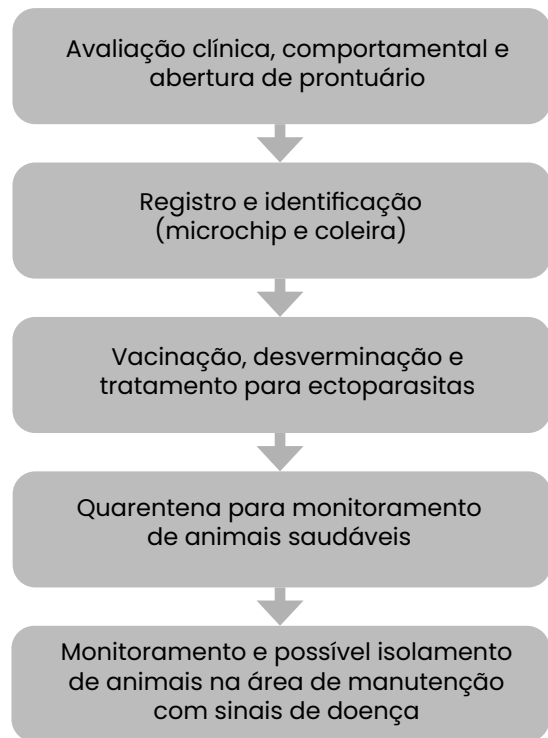 Avaliação clínica, comportamental e
abertura de prontuário
Registro e identificação
(microchip e coleira)
Vacinação, desverminação e
tratamento para ectoparasitas
Quarentena para monitoramento
de animais saudáveis
Monitoramento e possível isolamento
de animais na área de manutenção
com sinais de doença